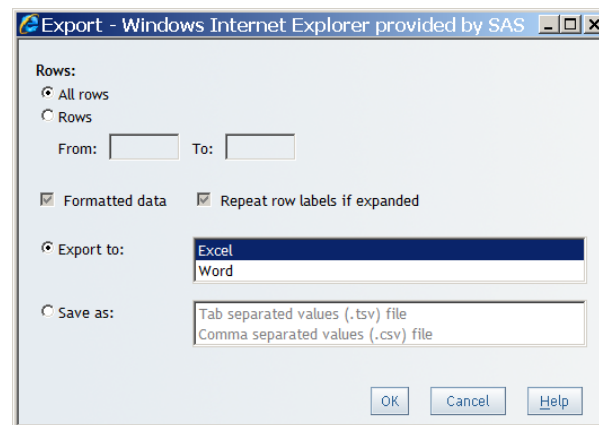 Export - Windows Internet Explorer provided by SAS
Rows:
All rows
Rows
From: To:
Formatted data Repeat row labels if expanded
Export to: Excel
Word
Save as: Tab separated values (.tsv) file
Comma separated values (.csv) file
OK Cancel Help